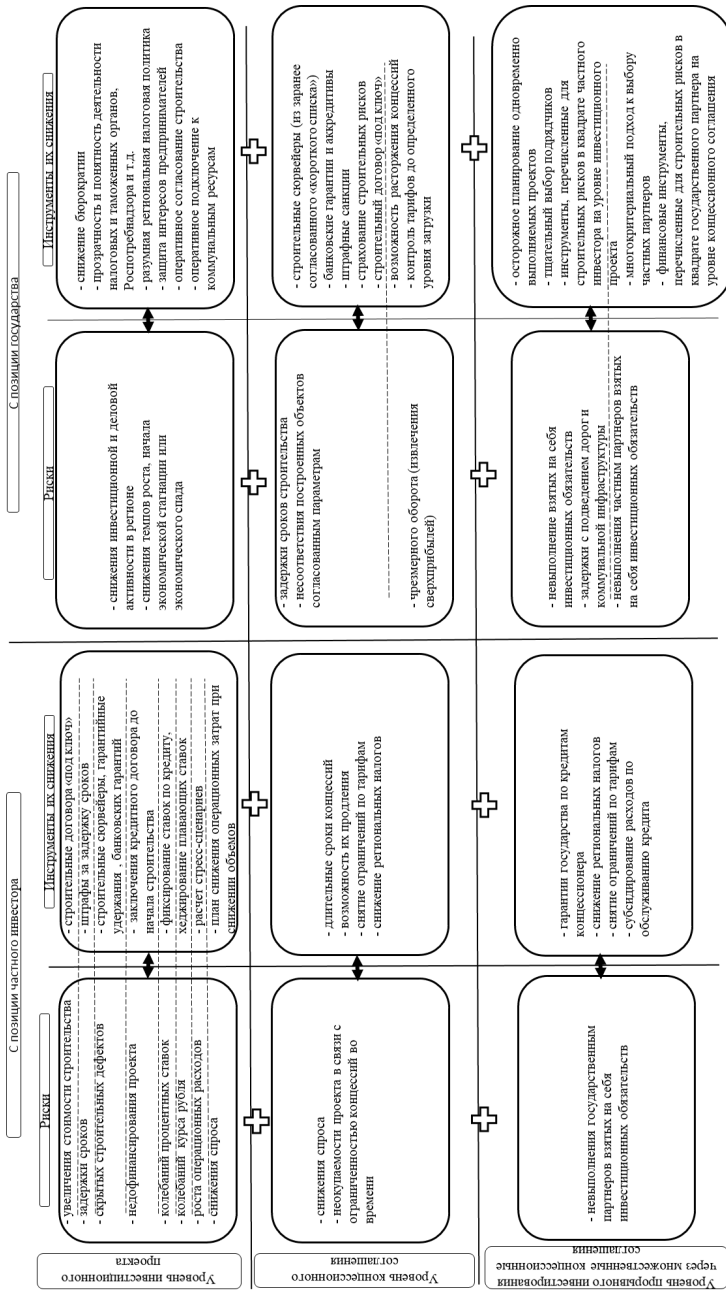 С позиции частного инвестора
С позиции государства
Риски
Инструменты их снижения
Риски
Инструменты их снижения
Уровень инвестиционного
проекта
- увеличения стоимости строительства
- задержки сроков
- скрытых строительных дефектов
- недофинансирования проекта
- колебаний процентных ставок
- колебаний курса рубля
- роста операционных расходов
- снижения спроса
- строительные договора «под ключ»
- штрафы за задержку сроков
- строительные сюрвейеры, гарантийные
удержания , банковских гарантий
- заключения кредитного договора до
начала строительства
- фиксирование ставок по кредиту,
хеджирование плавающих ставок
- расчет стресс-сценариев
- план снижения операционных затрат при
снижении объемов
- снижения инвестиционной и деловой
активности в регионе
- снижения темпов роста, начала
экономической стагнации или
экономического спада
- снижение бюрократии
- прозрачность и понятность деятельности
налоговых и таможенных органов,
Роспотребнадзора и т.д.
- разумная региональная налоговая политика
- защита интересов предпринимателей
- оперативное согласование строительства
- оперативное подключение к
коммунальным ресурсам
Уровень концессионного
соглашения
- снижения спроса
- неокупаемости проекта в связи с
ограниченностью концессий во
времени
- длительные сроки концессий
- возможность их продления
- снятие ограничений по тарифам
- снижение региональных налогов
- задержки сроков строительства
- несоответствия построенных объектов
согласованным параметрам
- чрезмерного оборота (извлечения
сверхприбылей)
- строительные сюрвейеры (из заранее
согласованного «короткого списка»)
- банковские гарантии и аккредитивы
- штрафные санкции
- страхование строительных рисков
- строительный договор «под ключ»
- возможность расторжения концессий
- контроль тарифов до определенного
уровня загрузки
Уровень прорывного инвестирования
через множественные концессионные
соглашения
- невыполнения государственным
партнеров взятых на себя
инвестиционных обязательств
- гарантии государства по кредитам
концессионера
- снижение региональных налогов
- снятие ограничений по тарифам
- субсидирование расходов по
обслуживанию кредита
- невыполнение взятых на себя
инвестиционных обязательств
- задержки с подведением дорог и
коммунальной инфраструктуры
- невыполнения частным партнеров взятых
на себя инвестиционных обязательств
- осторожное планирование одновременно
выполняемых проектов
- тщательный выбор подрядчиков
- инструменты, перечисленные для
строительных рисков в квадрате частного
инвестора на уровне инвестиционного
проекта
- многокритериальный подход к выбору
частных партнеров
- финансовые инструменты,
перечисленные для строительных рисков в
квадрате государственного партнера на
уровне концессионного соглашения